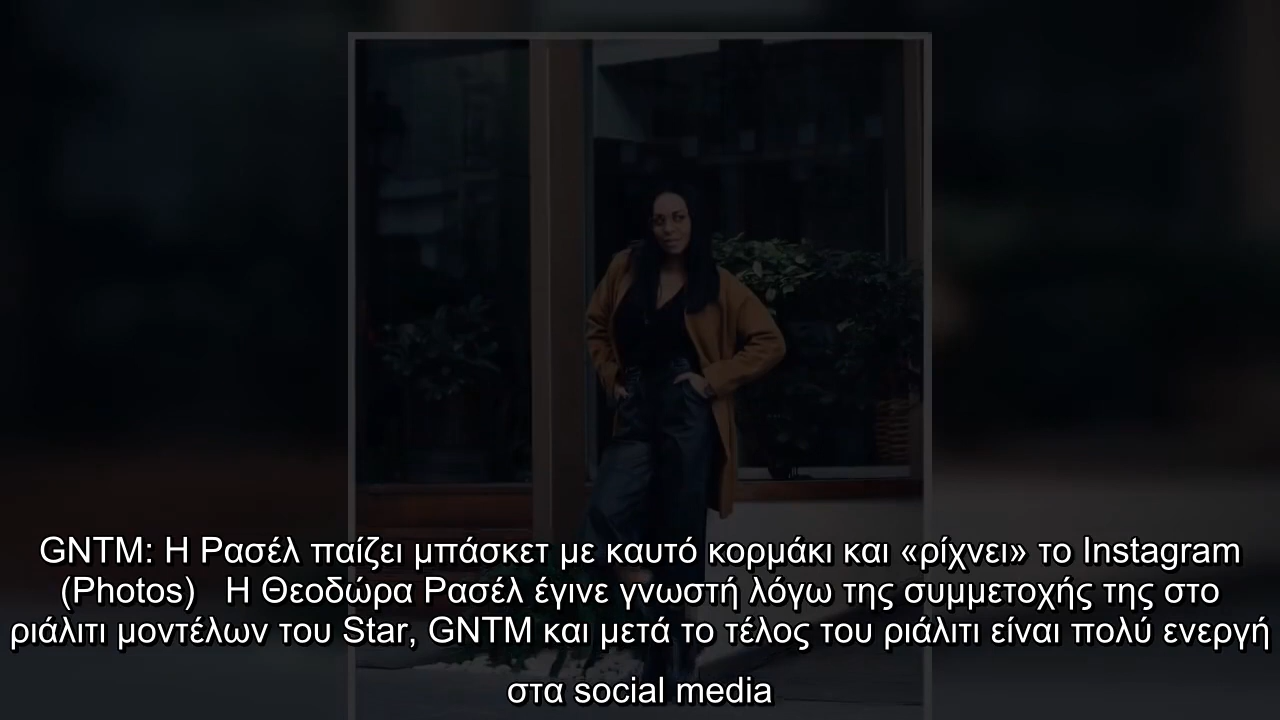 GNTM: Η Ρασέλ παίζει μπάσκετ με καυτό κορμάκι και «ρίχνει» το Instagram
(Photos)   Η Θεοδώρα Ρασέλ έγινε γνωστή λόγω της συμμετοχής της στο
ριάλιτι μοντέλων του Star, GNTM και μετά το τέλος του ριάλιτι είναι πολύ ενεργή
στα social media